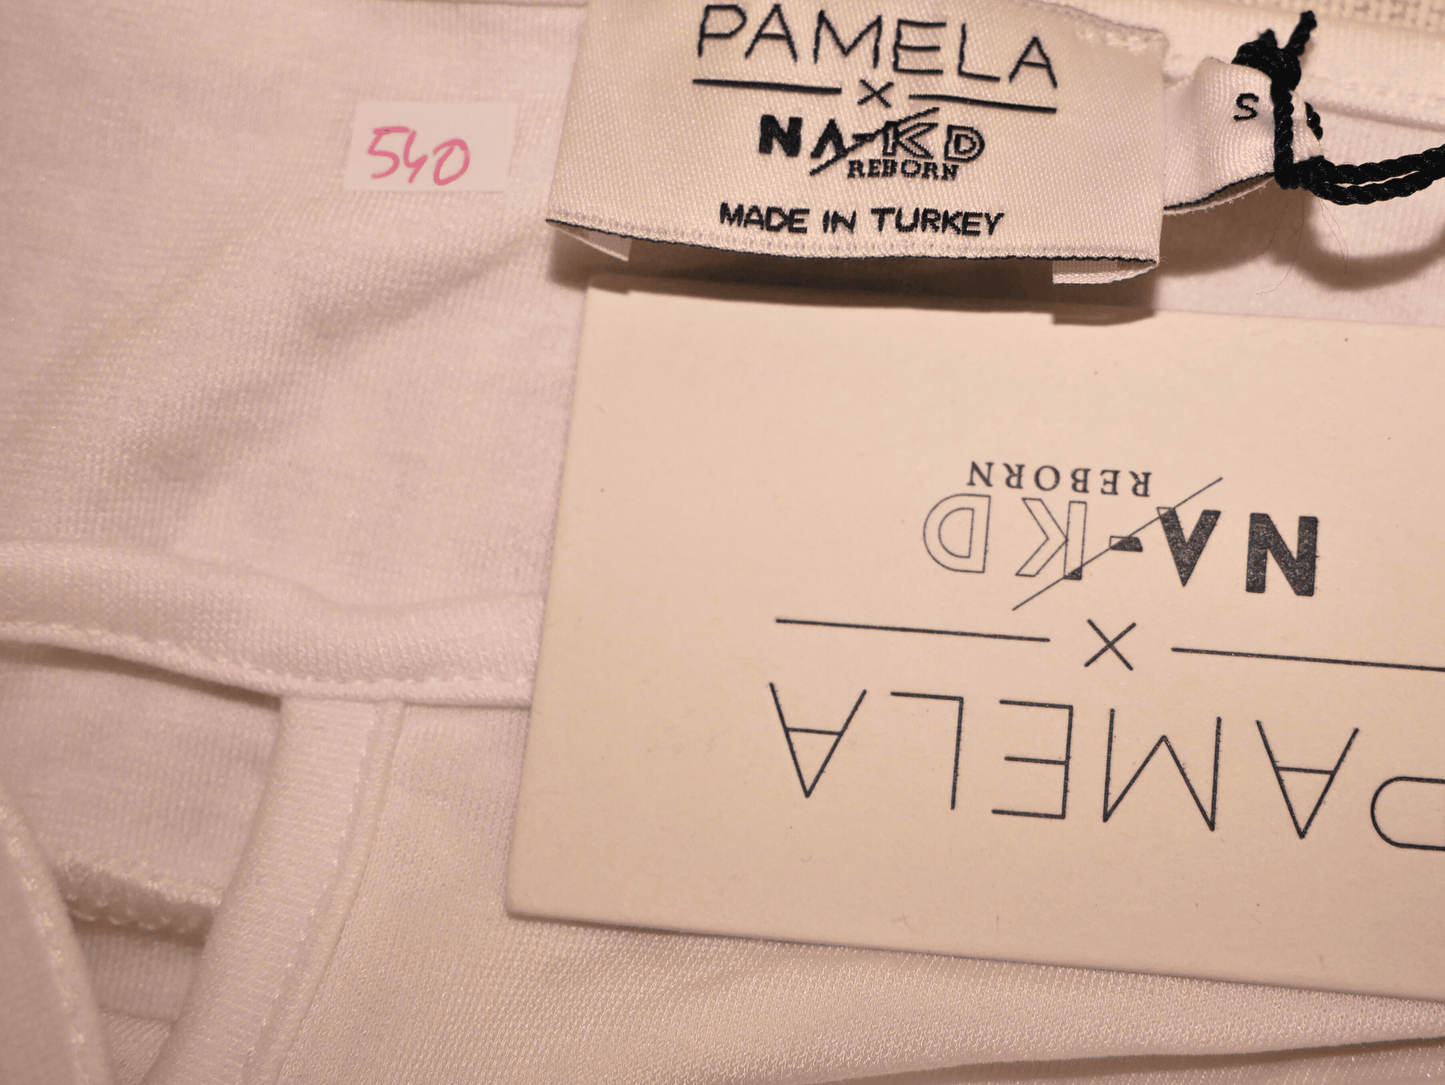 PAMELA
X
NA-KD
REBORN
MADE IN TURKEY
S
540
PAMELA
X
NA-KD
REBORN